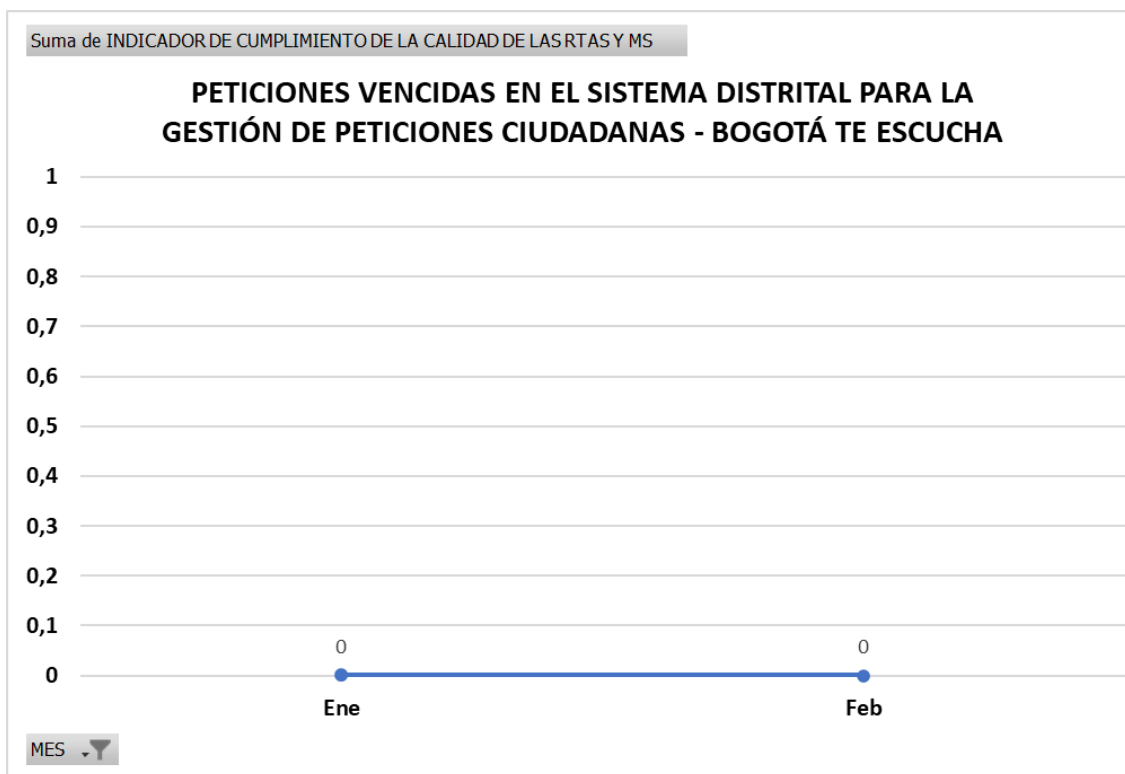 Suma de INDICADOR DE CUMPLIMIENTO DE LA CALIDAD DE LAS RTAS Y MS
PETICIONES VENCIDAS EN EL SISTEMA DISTRITAL PARA LA
GESTIÓN DE PETICIONES CIUDADANAS - BOGOTÁ TE ESCUCHA
1
0,9
0,8
0,7
0,6
0,5
0,4
0,3
0,2
0,1
0
0 0
Ene Feb
MES